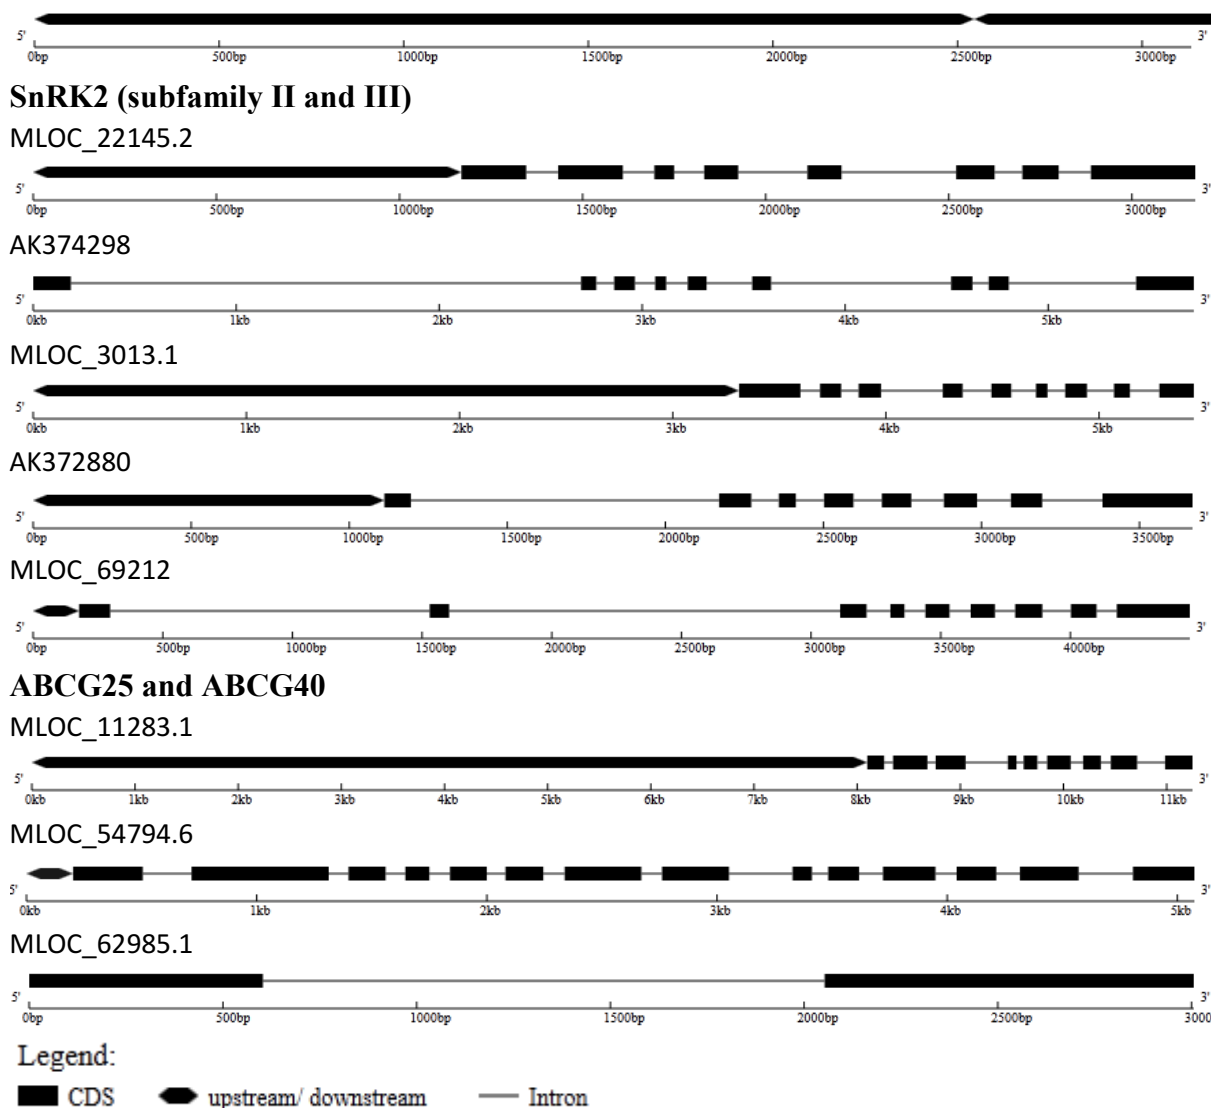 5' 3'
0bp 500bp 1000bp 1500bp 2000bp 2500bp 3000bp
SnRK2 (subfamily II and III)
MLOC_22145.2
5' 3'
0bp 500bp 1000bp 1500bp 2000bp 2500bp 3000bp
AK374298
5' 3'
0kb 1kb 2kb 3kb 4kb 5kb
MLOC_3013.1
5' 3'
0kb 1kb 2kb 3kb 4kb 5kb
AK372880
5' 3'
0bp 500bp 1000bp 1500bp 2000bp 2500bp 3000bp 3500bp
MLOC_69212
5' 3'
0bp 500bp 1000bp 1500bp 2000bp 2500bp 3000bp 3500bp 4000bp
ABCG25 and ABCG40
MLOC_11283.1
5' 3'
0kb 1kb 2kb 3kb 4kb 5kb 6kb 7kb 8kb 9kb 10kb 11kb
MLOC_54794.6
5' 3'
0kb 1kb 2kb 3kb 4kb 5kb
MLOC_62985.1
5' 3'
0bp 500bp 1000bp 1500bp 2000bp 2500bp 3000
Legend:
CDS upstream/ downstream Intron